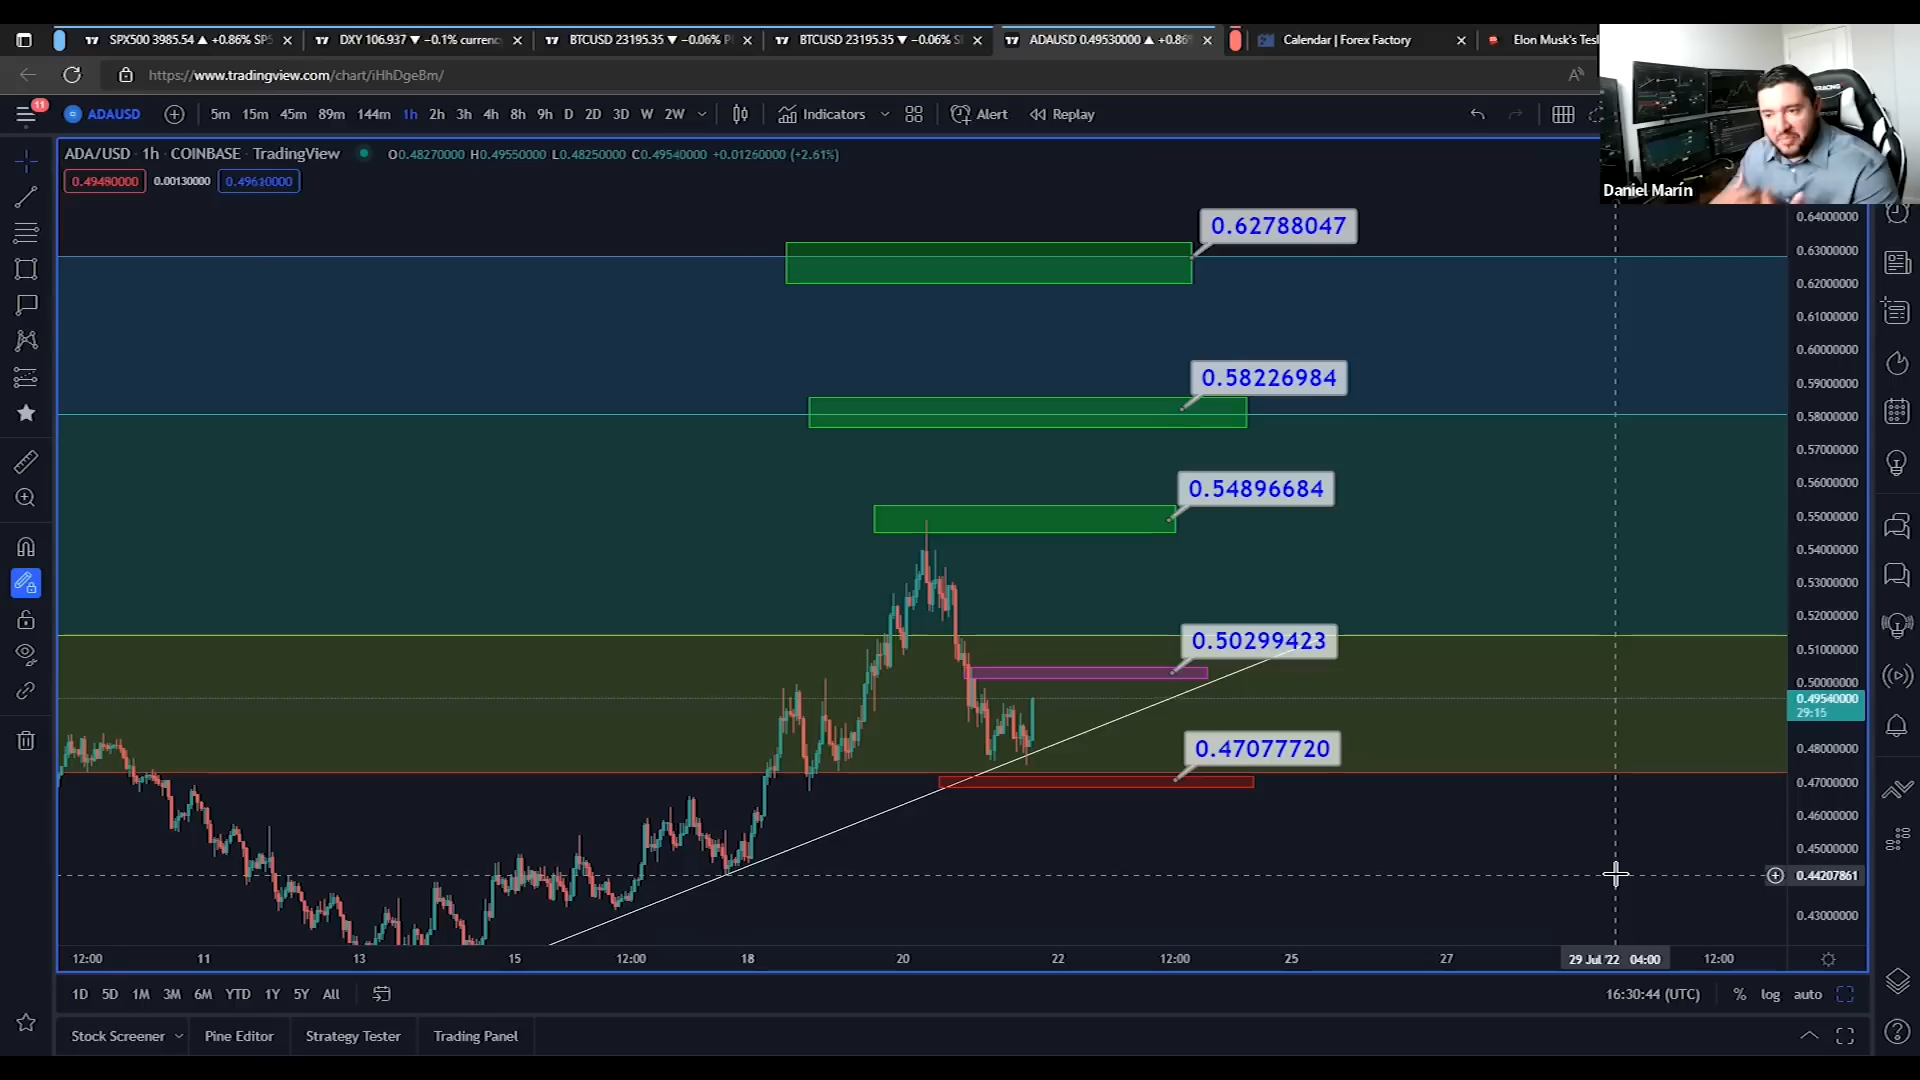 SPX500 3985.54 ▲ +0.86% SP5
DXY 106.937 ▼ −0.1% currenc
BTCUSD 23195.35 ▼ −0.06% P
BTCUSD 23195.35 ▼ −0.06% S
ADAUSD 0.49530000 ▲ +0.86%
Calendar | Forex Factory
Elon Musk's Tesl
https://www.tradingview.com/chart/iHhDgeBm/
11
ADAUSD
5m 15m 45m 89m 144m 1h 2h 3h 4h 8h 9h D 2D 3D W 2W
Indicators
Alert
Replay
Daniel Marín
ADA/USD · 1h · COINBASE · TradingView
O0.48270000 H0.49550000 L0.48250000 C0.49540000 +0.01260000 (+2.61%)
0.49480000 0.00130000 0.49610000
0.62788047
0.58226984
0.54896684
0.50299423
0.47077720
0.64000000
0.63000000
0.62000000
0.61000000
0.60000000
0.59000000
0.58000000
0.57000000
0.56000000
0.55000000
0.54000000
0.53000000
0.52000000
0.51000000
0.50000000
0.49540000
29:15
0.48000000
0.47000000
0.46000000
0.45000000
0.44207861
0.43000000
12:00 11 13 15 12:00 18 20 22 12:00 25 27 29 Jul '22 04:00 12:00
1D 5D 1M 3M 6M YTD 1Y 5Y All
16:30:44 (UTC) % log auto
Stock Screener Pine Editor Strategy Tester Trading Panel